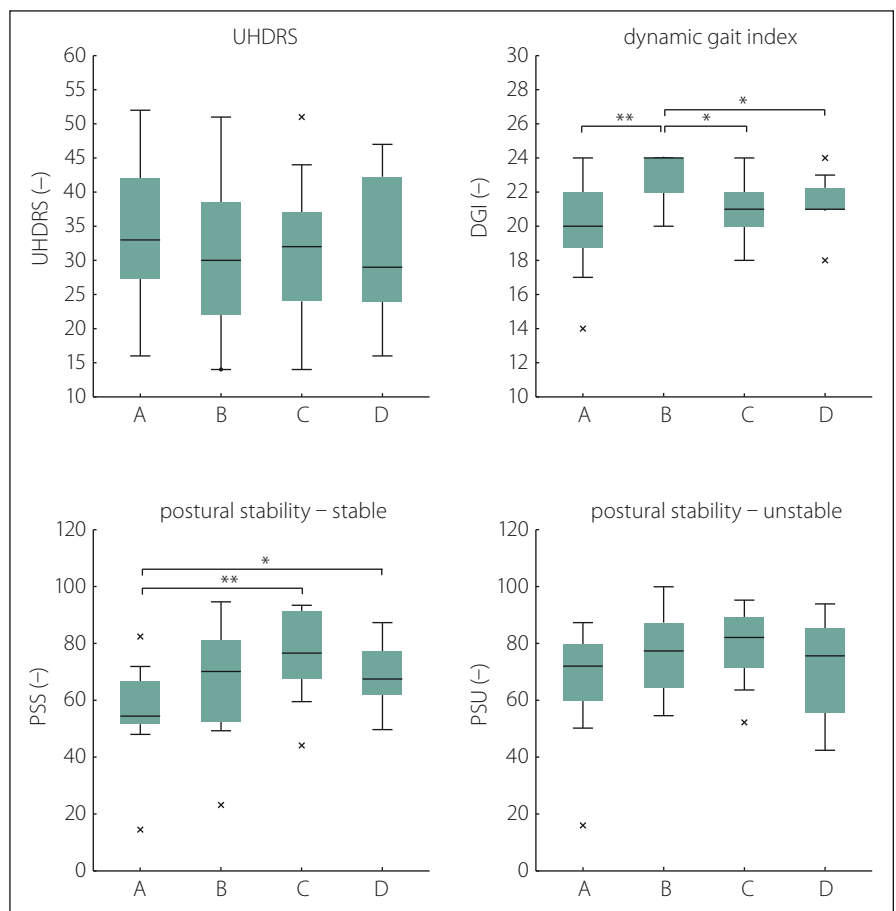 UHDRS
60
55
50
45
40
35
30
25
20
15
10
UHDRS (–)
A B C D
dynamic gait index
30
28
26
24
22
20
18
16
14
12
10
DGI (–)
** * *
A B C D
postural stability – stable
120
100
80
60
40
20
0
PSS (–)
*
**
A B C D
postural stability – unstable
120
100
80
60
40
20
0
PSU (–)
A B C D